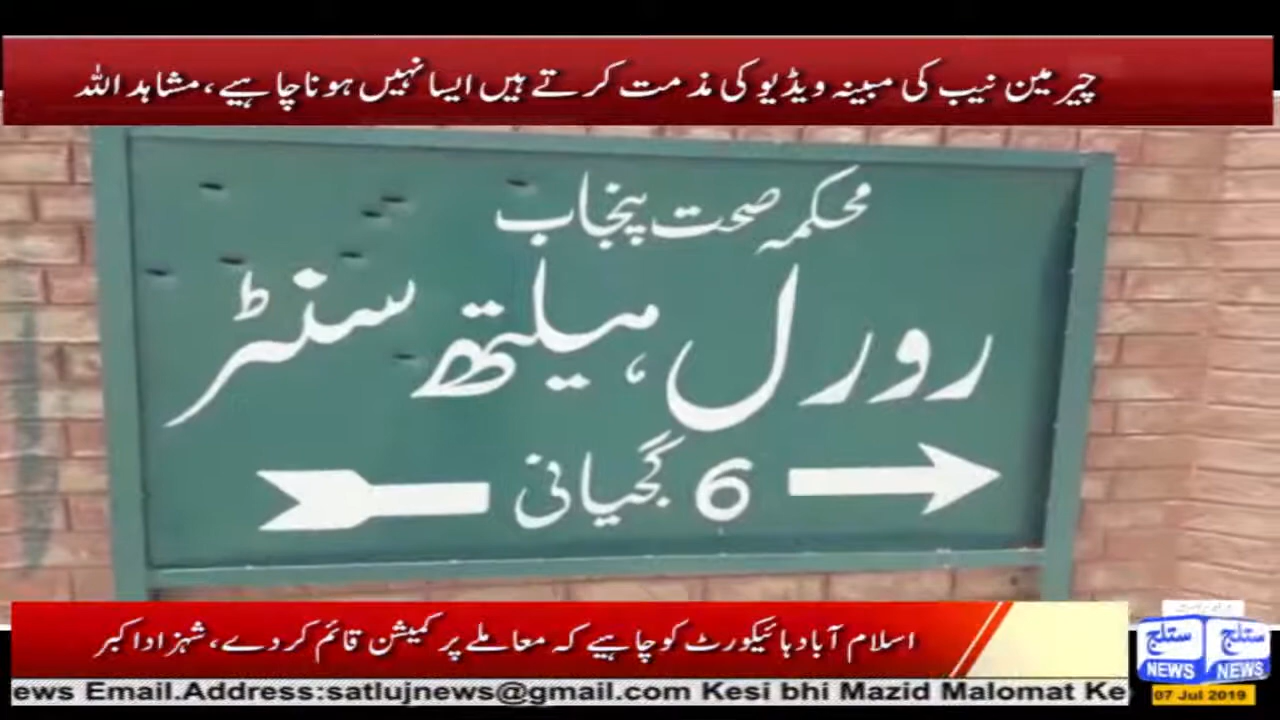 چیرمین نیب کی مبینہ ویڈیو کی مذمت کرتے ہیں ایسا نہیں ہونا چاہیے، مشاہد اللہ
محکمہ صحت پنجاب
رورل ہیلتھ سنٹر
6 گجیانی
اسلام آباد ہائیکورٹ کو چاہیے کہ معاملے پر کمیشن قائم کر دے، شہزاد اکبر
ستلج ستلج
NEWS NEWS
ews Email.Address:satlujnews@gmail.com Kesi bhi Mazid Malomat Ke
07 Jul 2019